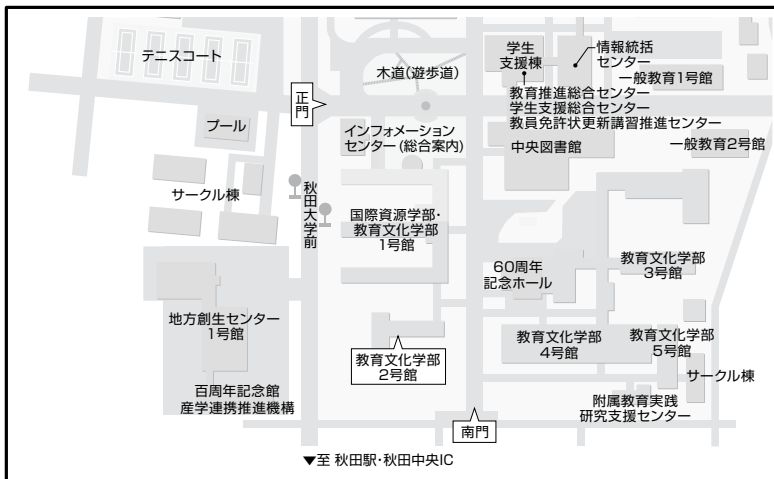 テニスコート
木道(遊歩道)
学生
支援棟
情報統括
センター
一般教育1号館
教育推進総合センター
学生支援総合センター
教員免許状更新講習推進センター
正門
プール
インフォメーション
センター(総合案内)
中央図書館
一般教育2号館
サークル棟
秋田大学前
国際資源学部・
教育文化学部
1号館
60周年
記念ホール
教育文化学部
3号館
地方創生センター
1号館
教育文化学部
2号館
教育文化学部
4号館
教育文化学部
5号館
サークル棟
百周年記念館
産学連携推進機構
附属教育実践
研究支援センター
南門
▼至 秋田駅・秋田中央IC